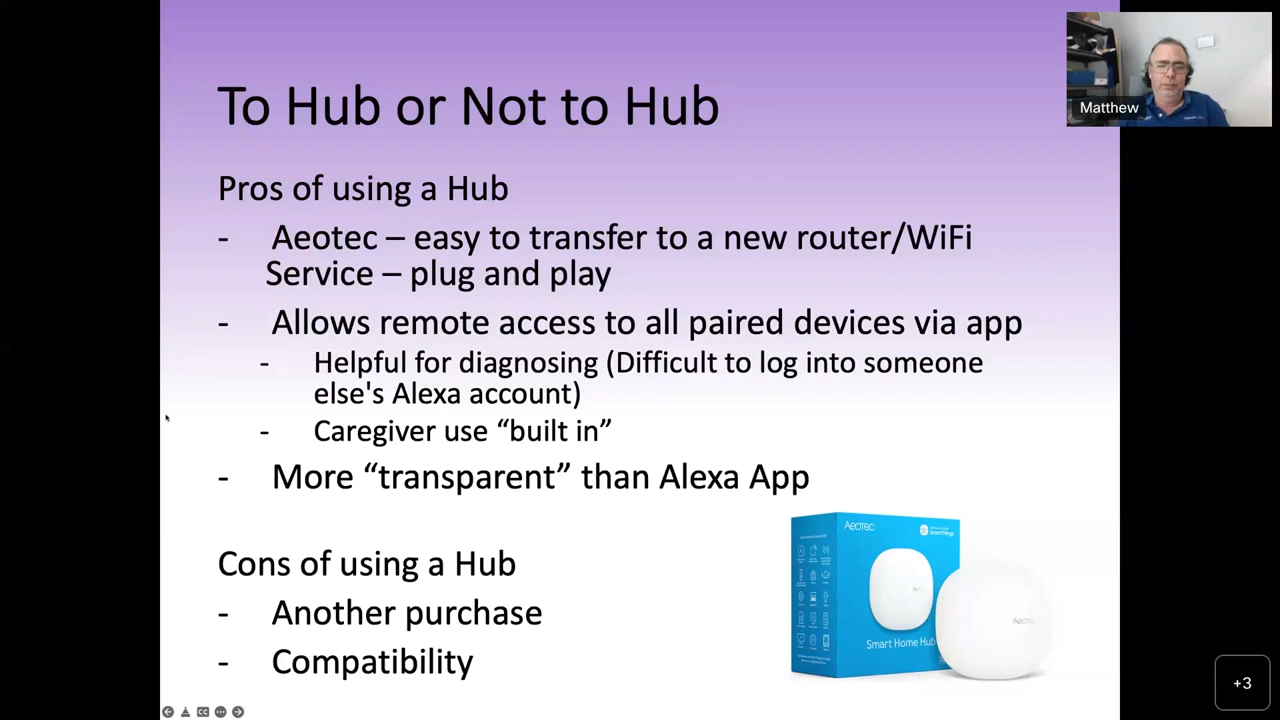 To Hub or Not to Hub
Matthew
Pros of using a Hub
- Aeotec – easy to transfer to a new router/WiFi
Service – plug and play
- Allows remote access to all paired devices via app
- Helpful for diagnosing (Difficult to log into someone
else's Alexa account)
- Caregiver use “built in”
- More “transparent” than Alexa App
Cons of using a Hub
- Another purchase
- Compatibility
AEOTEC
SmartThings
Smart Home Hub
+3
CC